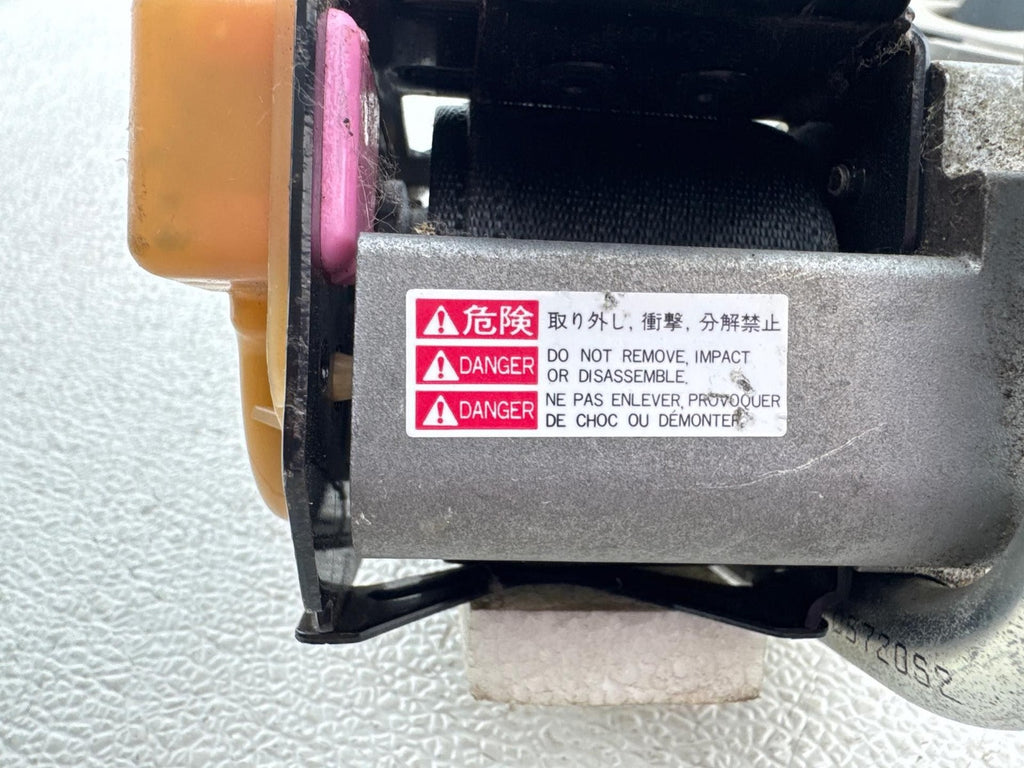 危険 取り外し, 衝撃, 分解禁止
DANGER DO NOT REMOVE, IMPACT
OR DISASSEMBLE.
DANGER NE PAS ENLEVER, PROVOQUER
DE CHOC OU DÉMONTER.
572052